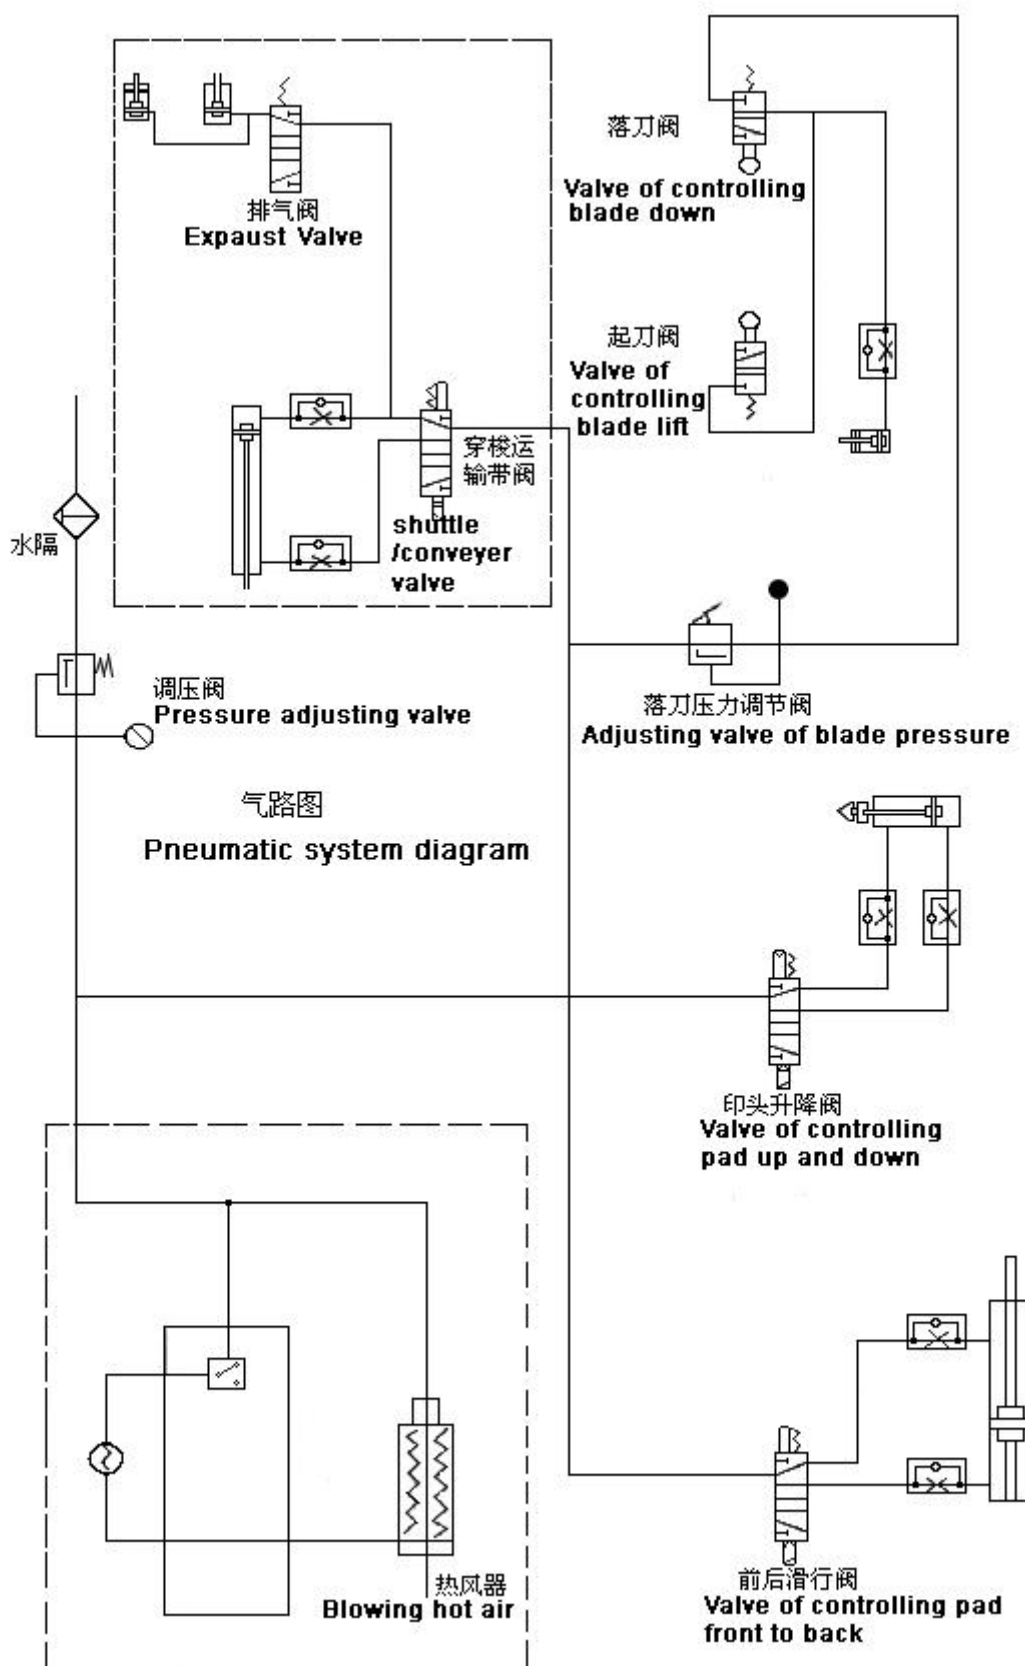 排气阀
Expaust Valve
落刀阀
Valve of controlling
blade down
起刀阀
Valve of
controlling
blade lift
穿梭运
输带阀
shuttle
/conveyer
valve
水隔
调压阀
Pressure adjusting valve
落刀压力调节阀
Adjusting valve of blade pressure
气路图
Pneumatic system diagram
印头升降阀
Valve of controlling
pad up and down
热风器
Blowing hot air
前后滑行阀
Valve of controlling pad
front to back